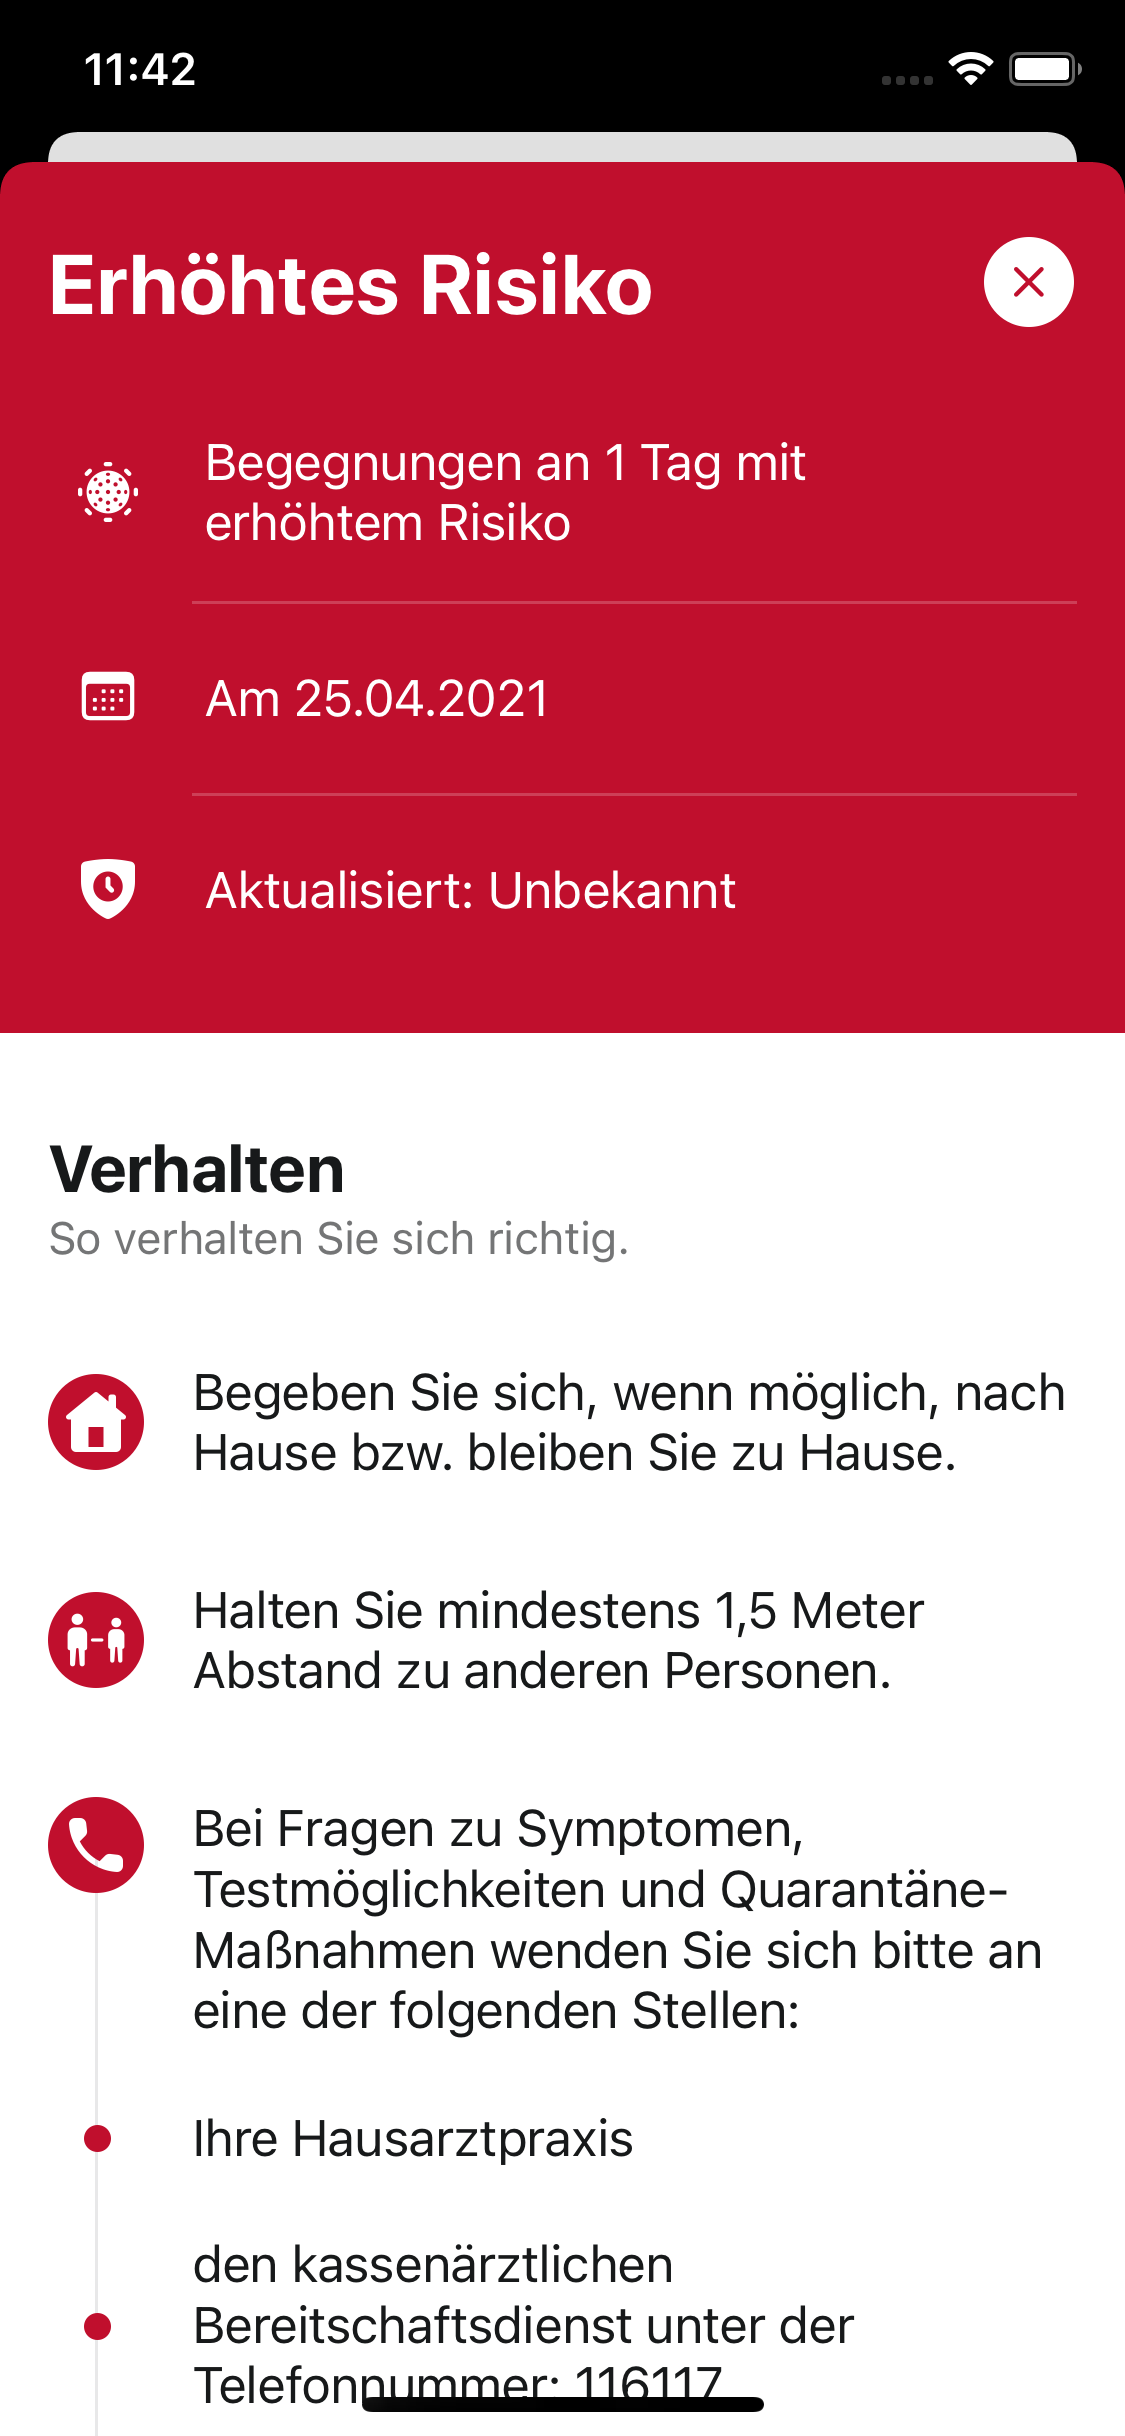 11:42
Erhöhtes Risiko
Begegnungen an 1 Tag mit
erhöhtem Risiko
Am 25.04.2021
Aktualisiert: Unbekannt
Verhalten
So verhalten Sie sich richtig.
Begeben Sie sich, wenn möglich, nach
Hause bzw. bleiben Sie zu Hause.
Halten Sie mindestens 1,5 Meter
Abstand zu anderen Personen.
Bei Fragen zu Symptomen,
Testmöglichkeiten und Quarantäne-
Maßnahmen wenden Sie sich bitte an
eine der folgenden Stellen:
Ihre Hausarztpraxis
den kassenärztlichen
Bereitschaftsdienst unter der
Telefonnummer: 116117